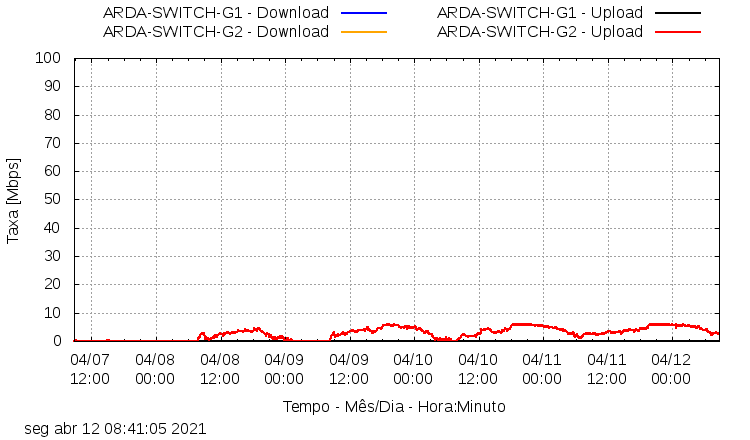 ARDA-SWITCH-G1 - Download ARDA-SWITCH-G1 - Upload
ARDA-SWITCH-G2 - Download ARDA-SWITCH-G2 - Upload
100
90
80
70
60
50
40
30
20
10
0
Taxa [Mbps]
04/07 04/08 04/08 04/09 04/09 04/10 04/10 04/11 04/11 04/12
12:00 00:00 12:00 00:00 12:00 00:00 12:00 00:00 12:00 00:00
Tempo - Mês/Dia - Hora:Minuto
seg abr 12 08:41:05 2021